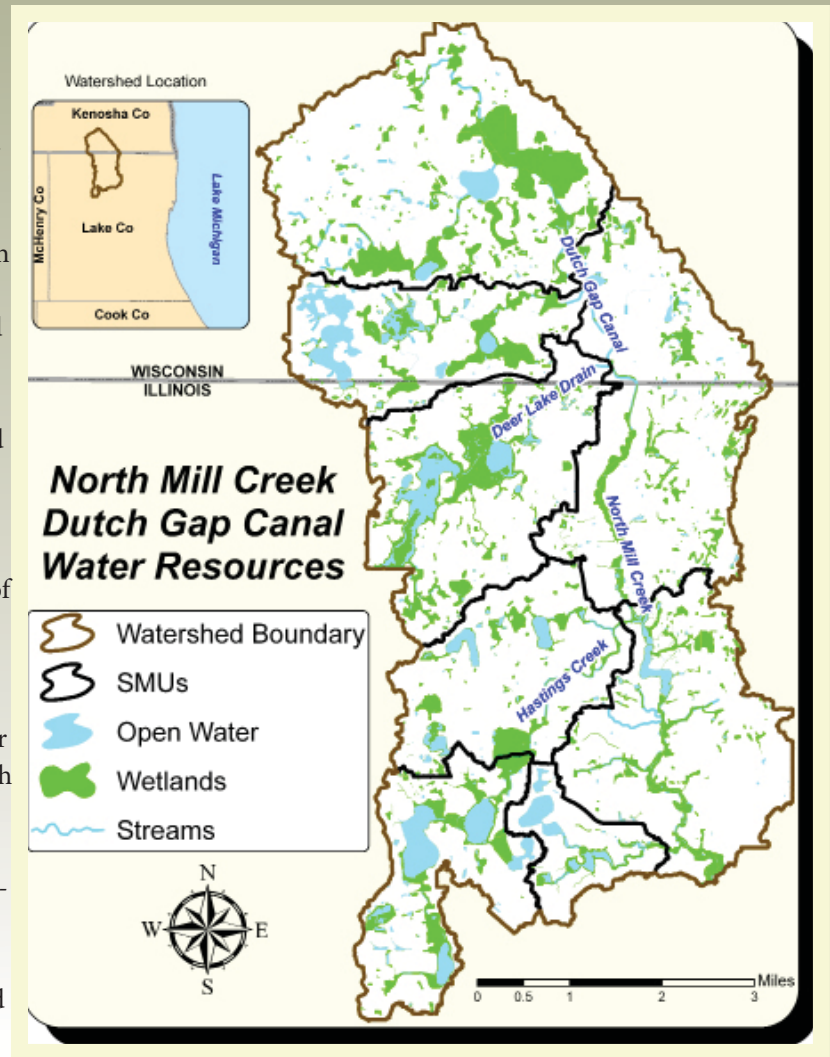 Watershed Location
Kenosha Co
McHenry Co
Lake Co
Lake Michigan
Cook Co
Dutch Gap Canal
WISCONSIN
ILLINOIS
Deer Lake Drain
North Mill Creek
Dutch Gap Canal
Water Resources
North Mill Creek
Hastings Creek
Watershed Boundary
SMUs
Open Water
Wetlands
Streams
N
W E
S
Miles
0 0.5 1 2 3